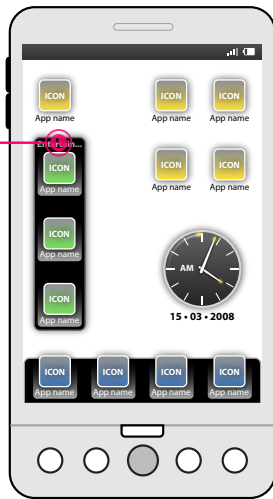 ICON ICON ICON
App name App name App name
Entertain...
ICON ICON ICON
App name App name App name
ICON
App name
AM
ICON
App name
15 • 03 • 2008
ICON ICON ICON ICON
App name App name App name App name